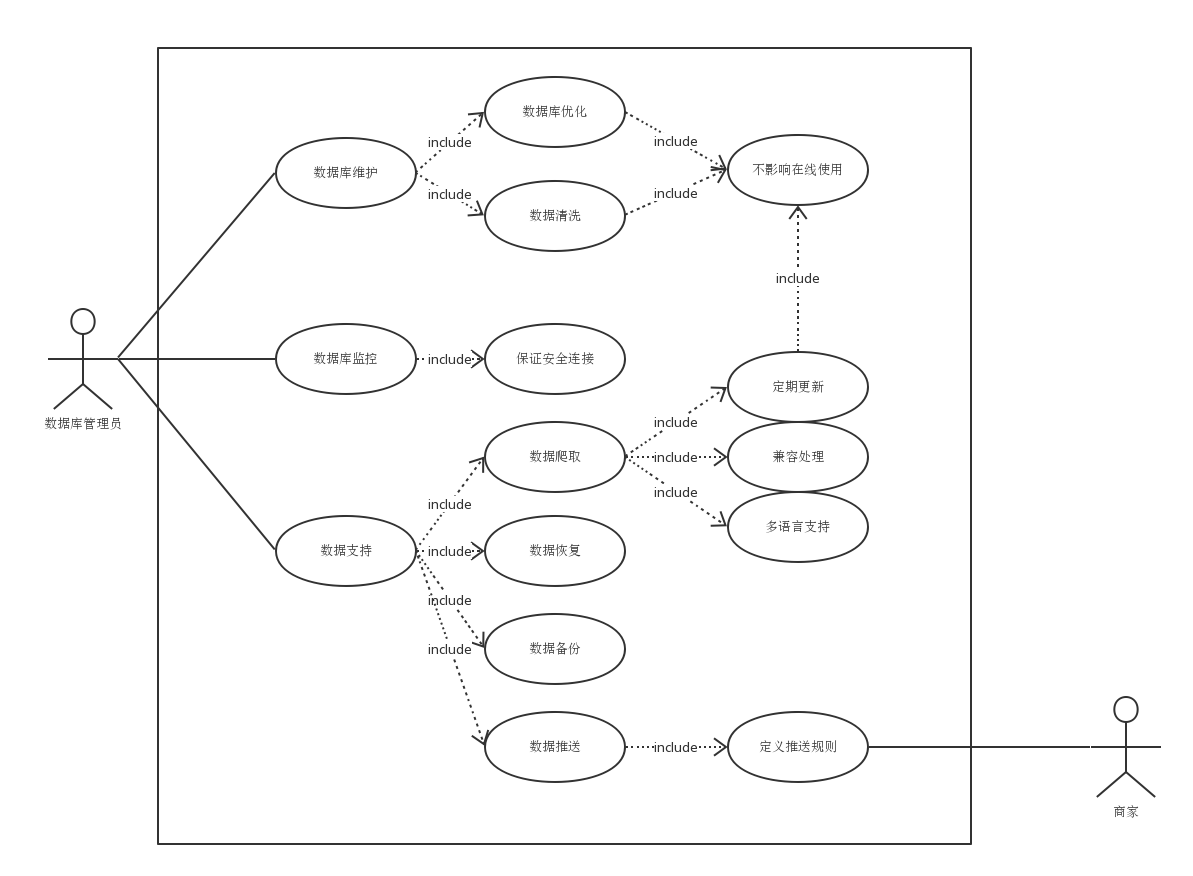 数据库优化
include
include
数据库维护
不影响在线使用
include
include
数据清洗
include
数据库监控
include
保证安全连接
定期更新
数据库管理员
include
数据爬取
include
兼容处理
include
include
数据支持
include
数据恢复
多语言支持
include
include
数据备份
数据推送
include
定义推送规则
商家